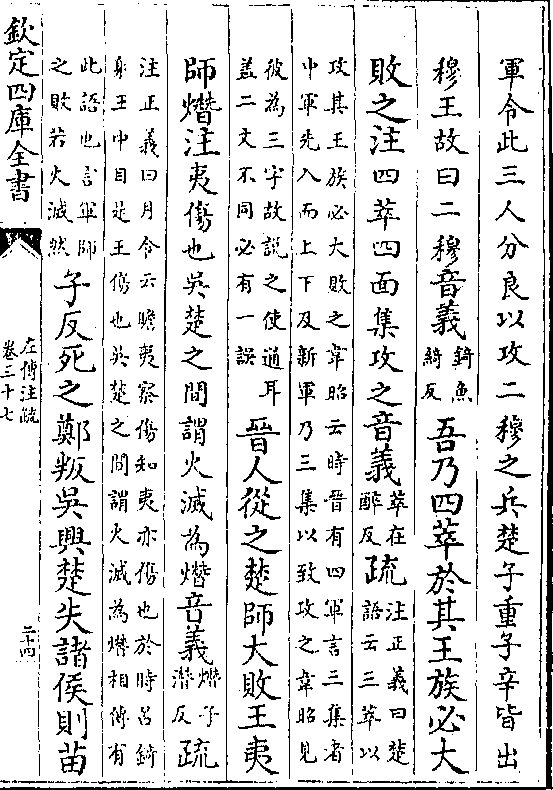 軍令此三人分良以攻二穆之兵楚子重子辛皆出
穆王故曰二穆音義
錡魚
綺反
吾乃四萃於其王族必大
敗之注四萃四面集攻之音義
萃在
醉反
疏
注正義曰楚
語云三萃以
攻其王族必大敗之韋昭云時晉有四軍言三集者
中軍先入而上下及新軍乃三集以致攻之韋昭見
彼為三字故說之使通耳
盖二文不同必有一誤
晉人從之楚師大敗王夷
師熸注夷傷也吳楚之間謂火滅為熸音義
熸子
潛反
疏
注正義曰月令云瞻夷察傷知夷亦傷也於時呂錡
射王中目是王傷也吳楚之間謂火滅為熸相傳有
此語也言軍師
之敗若火滅然
子反死之鄭叛吳興楚失諸侯則苗
欽定四庫全書
左傳注疏
卷二十七
二十四